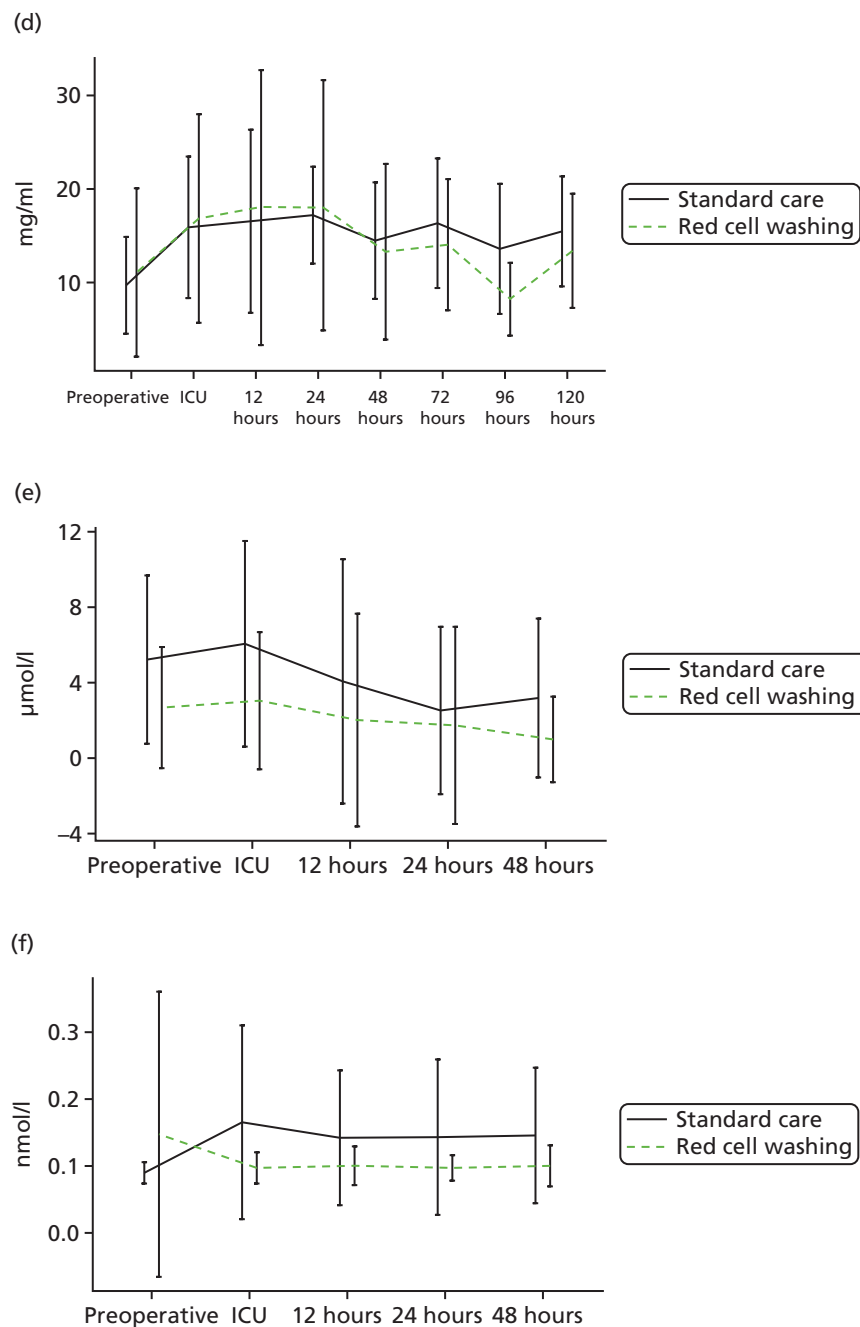 (d)
30
20
10
mg/ml
Preoperative ICU 12 hours 24 hours 48 hours 72 hours 96 hours 120 hours
Standard care
Red cell washing
(e)
12
8
4
0
–4
µmol/l
Preoperative ICU 12 hours 24 hours 48 hours
Standard care
Red cell washing
(f)
0.3
0.2
0.1
0.0
nmol/l
Preoperative ICU 12 hours 24 hours 48 hours
Standard care
Red cell washing